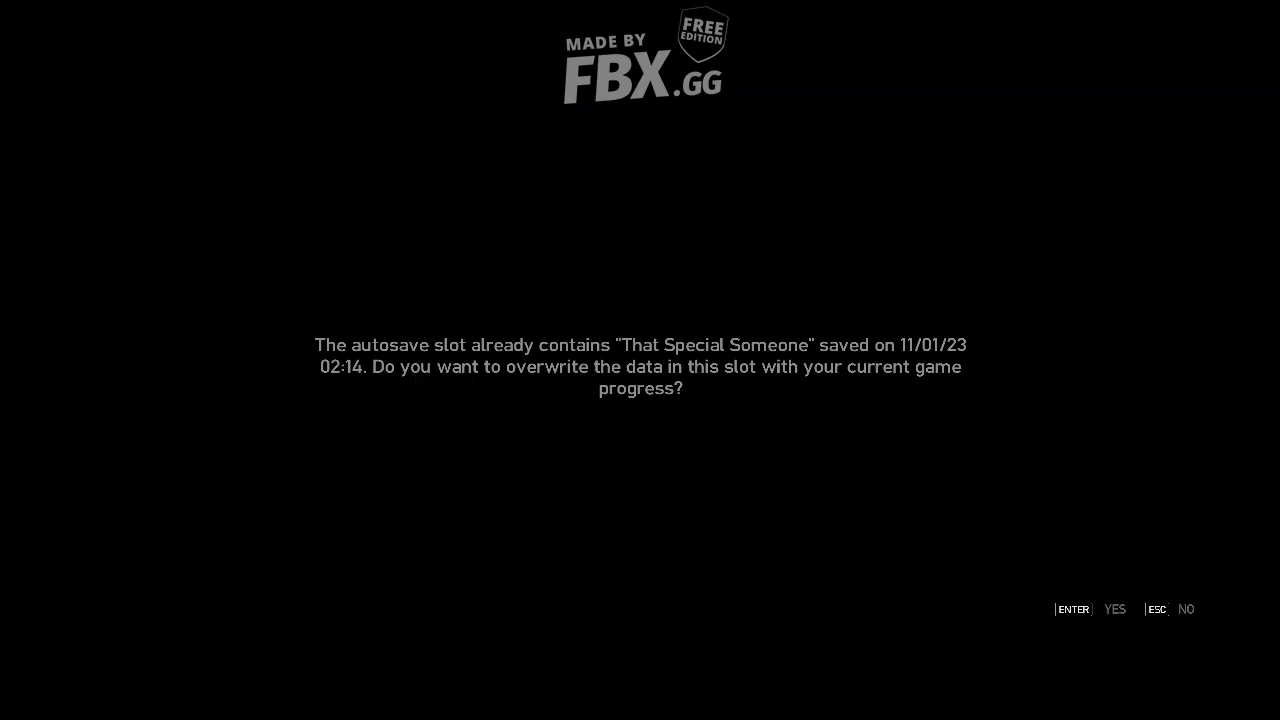 FREE
EDITION
MADE BY
FBX.GG
The autosave slot already contains "That Special Someone" saved on 11/01/23
02:14. Do you want to overwrite the data in this slot with your current game
progress?
ENTER YES ESC NO